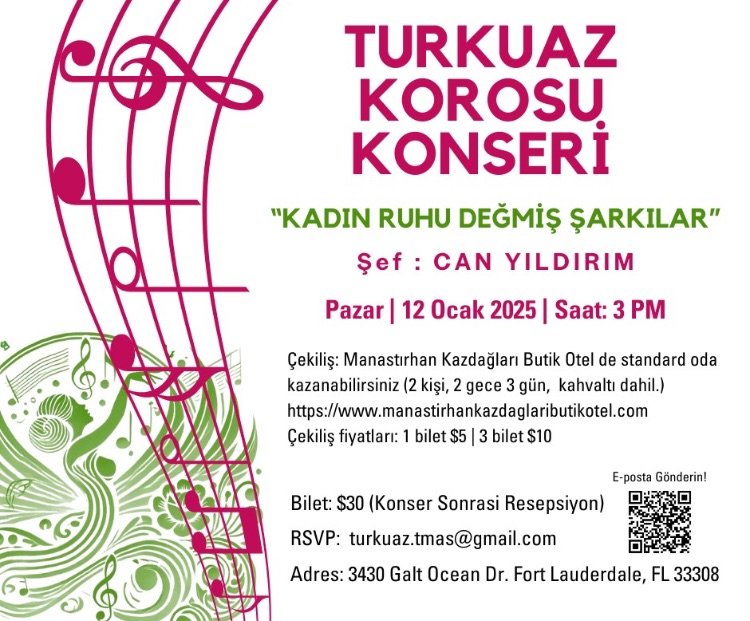 TURKUAZ
KOROSU
KONSERİ
“KADIN RUHU DEĞMİŞ ŞARKILAR”
Şef : CAN YILDIRIM
Pazar | 12 Ocak 2025 | Saat: 3 PM
Çekiliş: Manastırhan Kazdağları Butik Otel de standard oda
kazanabilirsiniz (2 kişi, 2 gece 3 gün, kahvaltı dahil.)
https://www.manastirhankazdaglaributikotel.com
Çekiliş fiyatları: 1 bilet $5 | 3 bilet $10
E-posta Gönderin!
Bilet: $30 (Konser Sonrasi Resepsiyon)
RSVP: turkuaz.tmas@gmail.com
Adres: 3430 Galt Ocean Dr. Fort Lauderdale, FL 33308